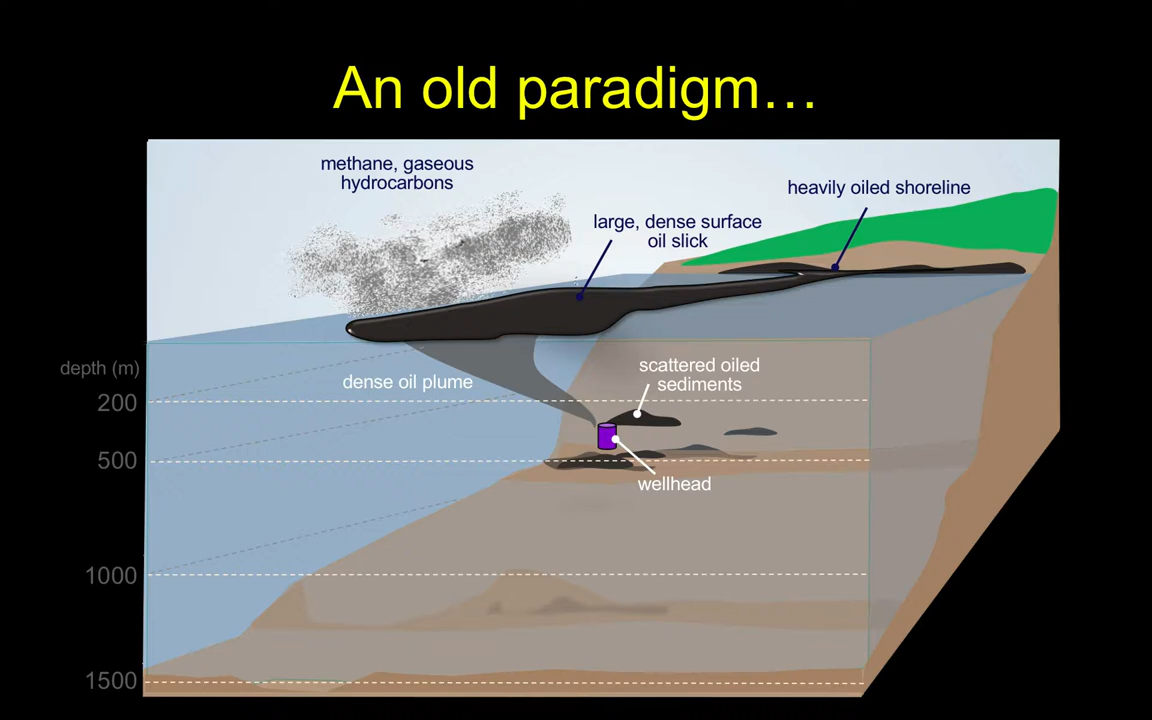 An old paradigm…
methane, gaseous
hydrocarbons
heavily oiled shoreline
large, dense surface
oil slick
depth (m)
scattered oiled
sediments
dense oil plume
200
500
wellhead
1000
1500